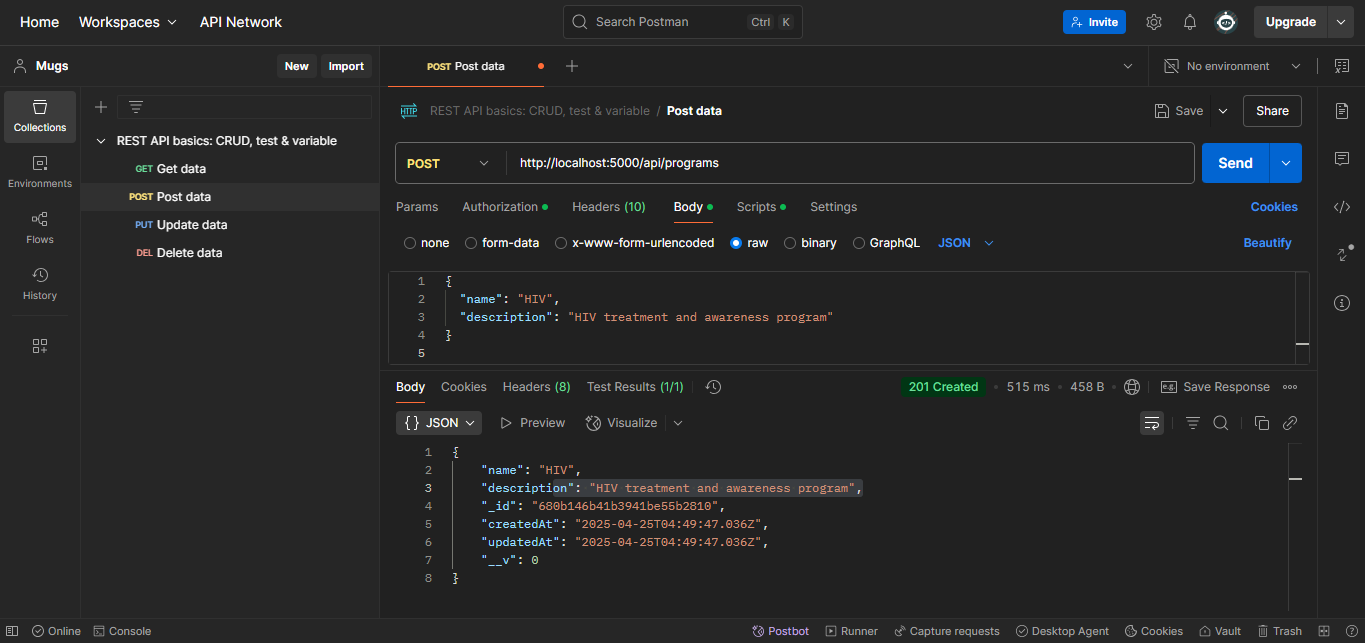 Home Workspaces API Network Search Postman Ctrl K Invite Upgrade
Mugs New Import POST Post data No environment
Collections
Environments
Flows
History
REST API basics: CRUD, test & variable
GET Get data
POST Post data
PUT Update data
DEL Delete data
HTTP REST API basics: CRUD, test & variable / Post data Save Share
POST http://localhost:5000/api/programs Send
Params Authorization Headers (10) Body Scripts Settings Cookies
none form-data x-www-form-urlencoded raw binary GraphQL JSON Beautify
1 {
2 "name": "HIV",
3 "description": "HIV treatment and awareness program"
4 }
5
Body Cookies Headers (8) Test Results (1/1) 201 Created 515 ms 458 B e.g. Save Response
{} JSON Preview Visualize
1 {
2 "name": "HIV",
3 "description": "HIV treatment and awareness program",
4 "_id": "680b146b41b3941be55b2810",
5 "createdAt": "2025-04-25T04:49:47.036Z",
6 "updatedAt": "2025-04-25T04:49:47.036Z",
7 "__v": 0
8 }
Online Console Postbot Runner Capture requests Desktop Agent Cookies Vault Trash